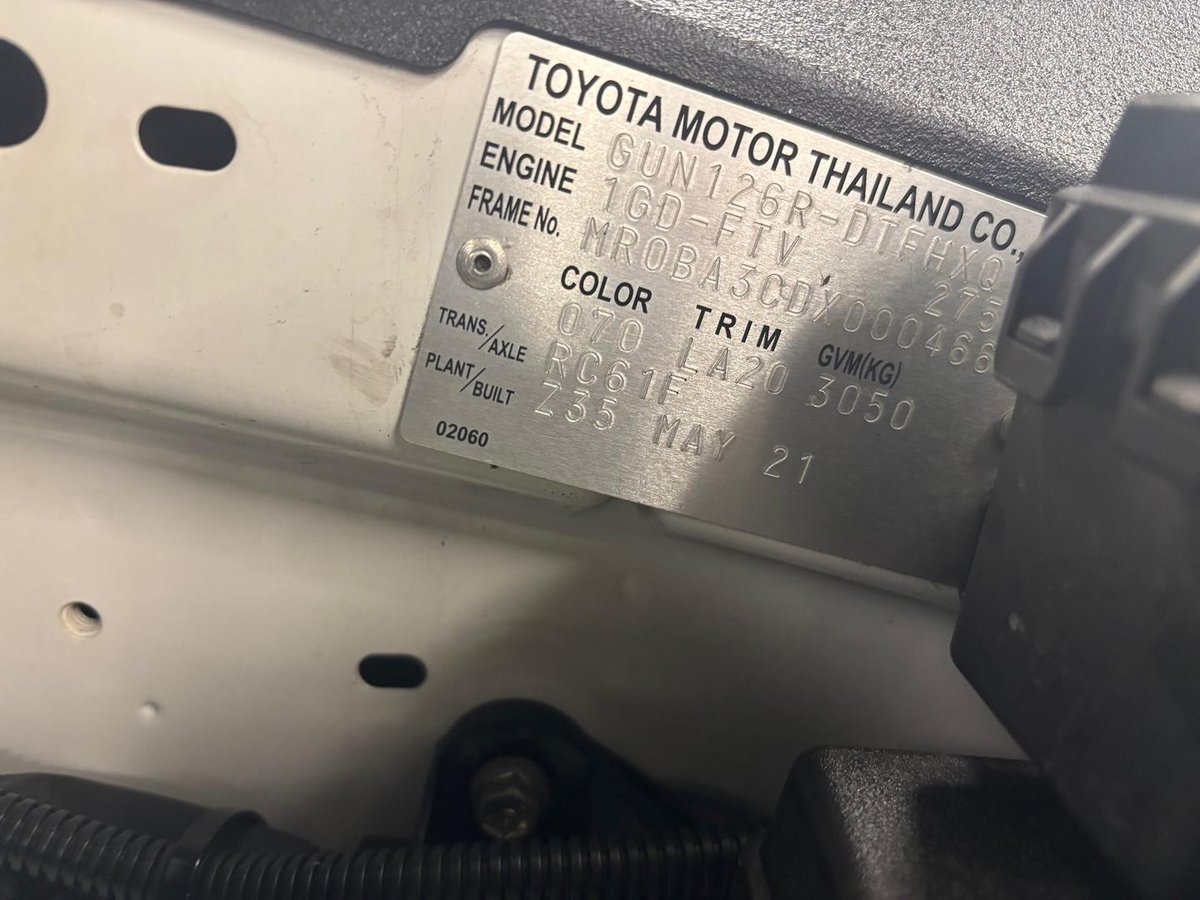 TOYOTA MOTOR THAILAND CO.,
MODEL GUN126R-DTFHXQ
ENGINE 1GD-FTV 275
FRAME No. MR0BA3CDX000466
COLOR TRIM GVM(KG)
070 LA20 3050
TRANS./AXLE RC61F
PLANT/BUILT Z35 MAY 21
02060